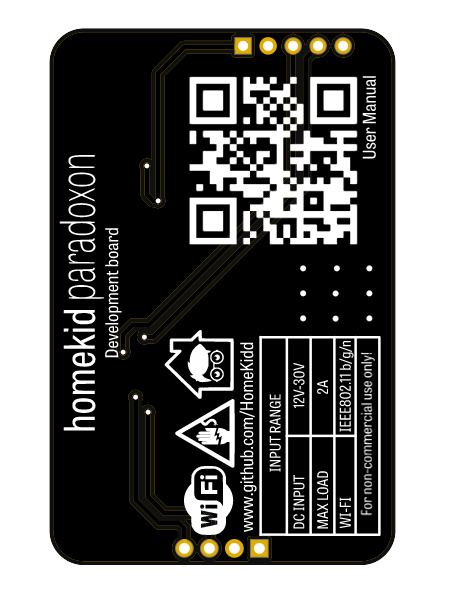 homekid paradoxon
Development board
User Manual
Wi Fi
www.github.com/HomeKidd
INPUT RANGE
DC INPUT 12V-30V
MAX LOAD 2A
WI-FI IEEE802.11 b/g/n
For non-commercial use only!